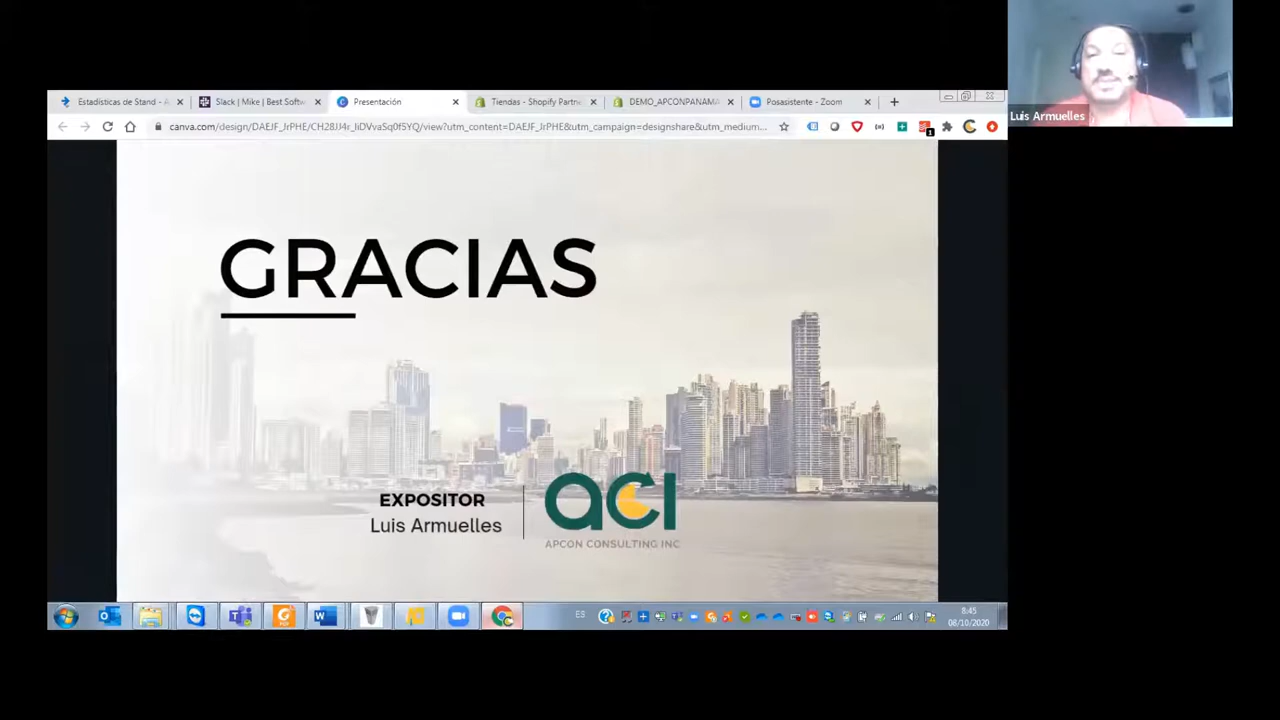 Estadísticas de Stand - A
Slack | Mike | Best Softw
Presentación
Tiendas - Shopify Partne
DEMO_APCONPANAMA
Posasistente - Zoom
Luis Armuelles
GRACIAS
EXPOSITOR
Luis Armuelles
aci
APCON CONSULTING INC
ES
8:45
08/10/2020